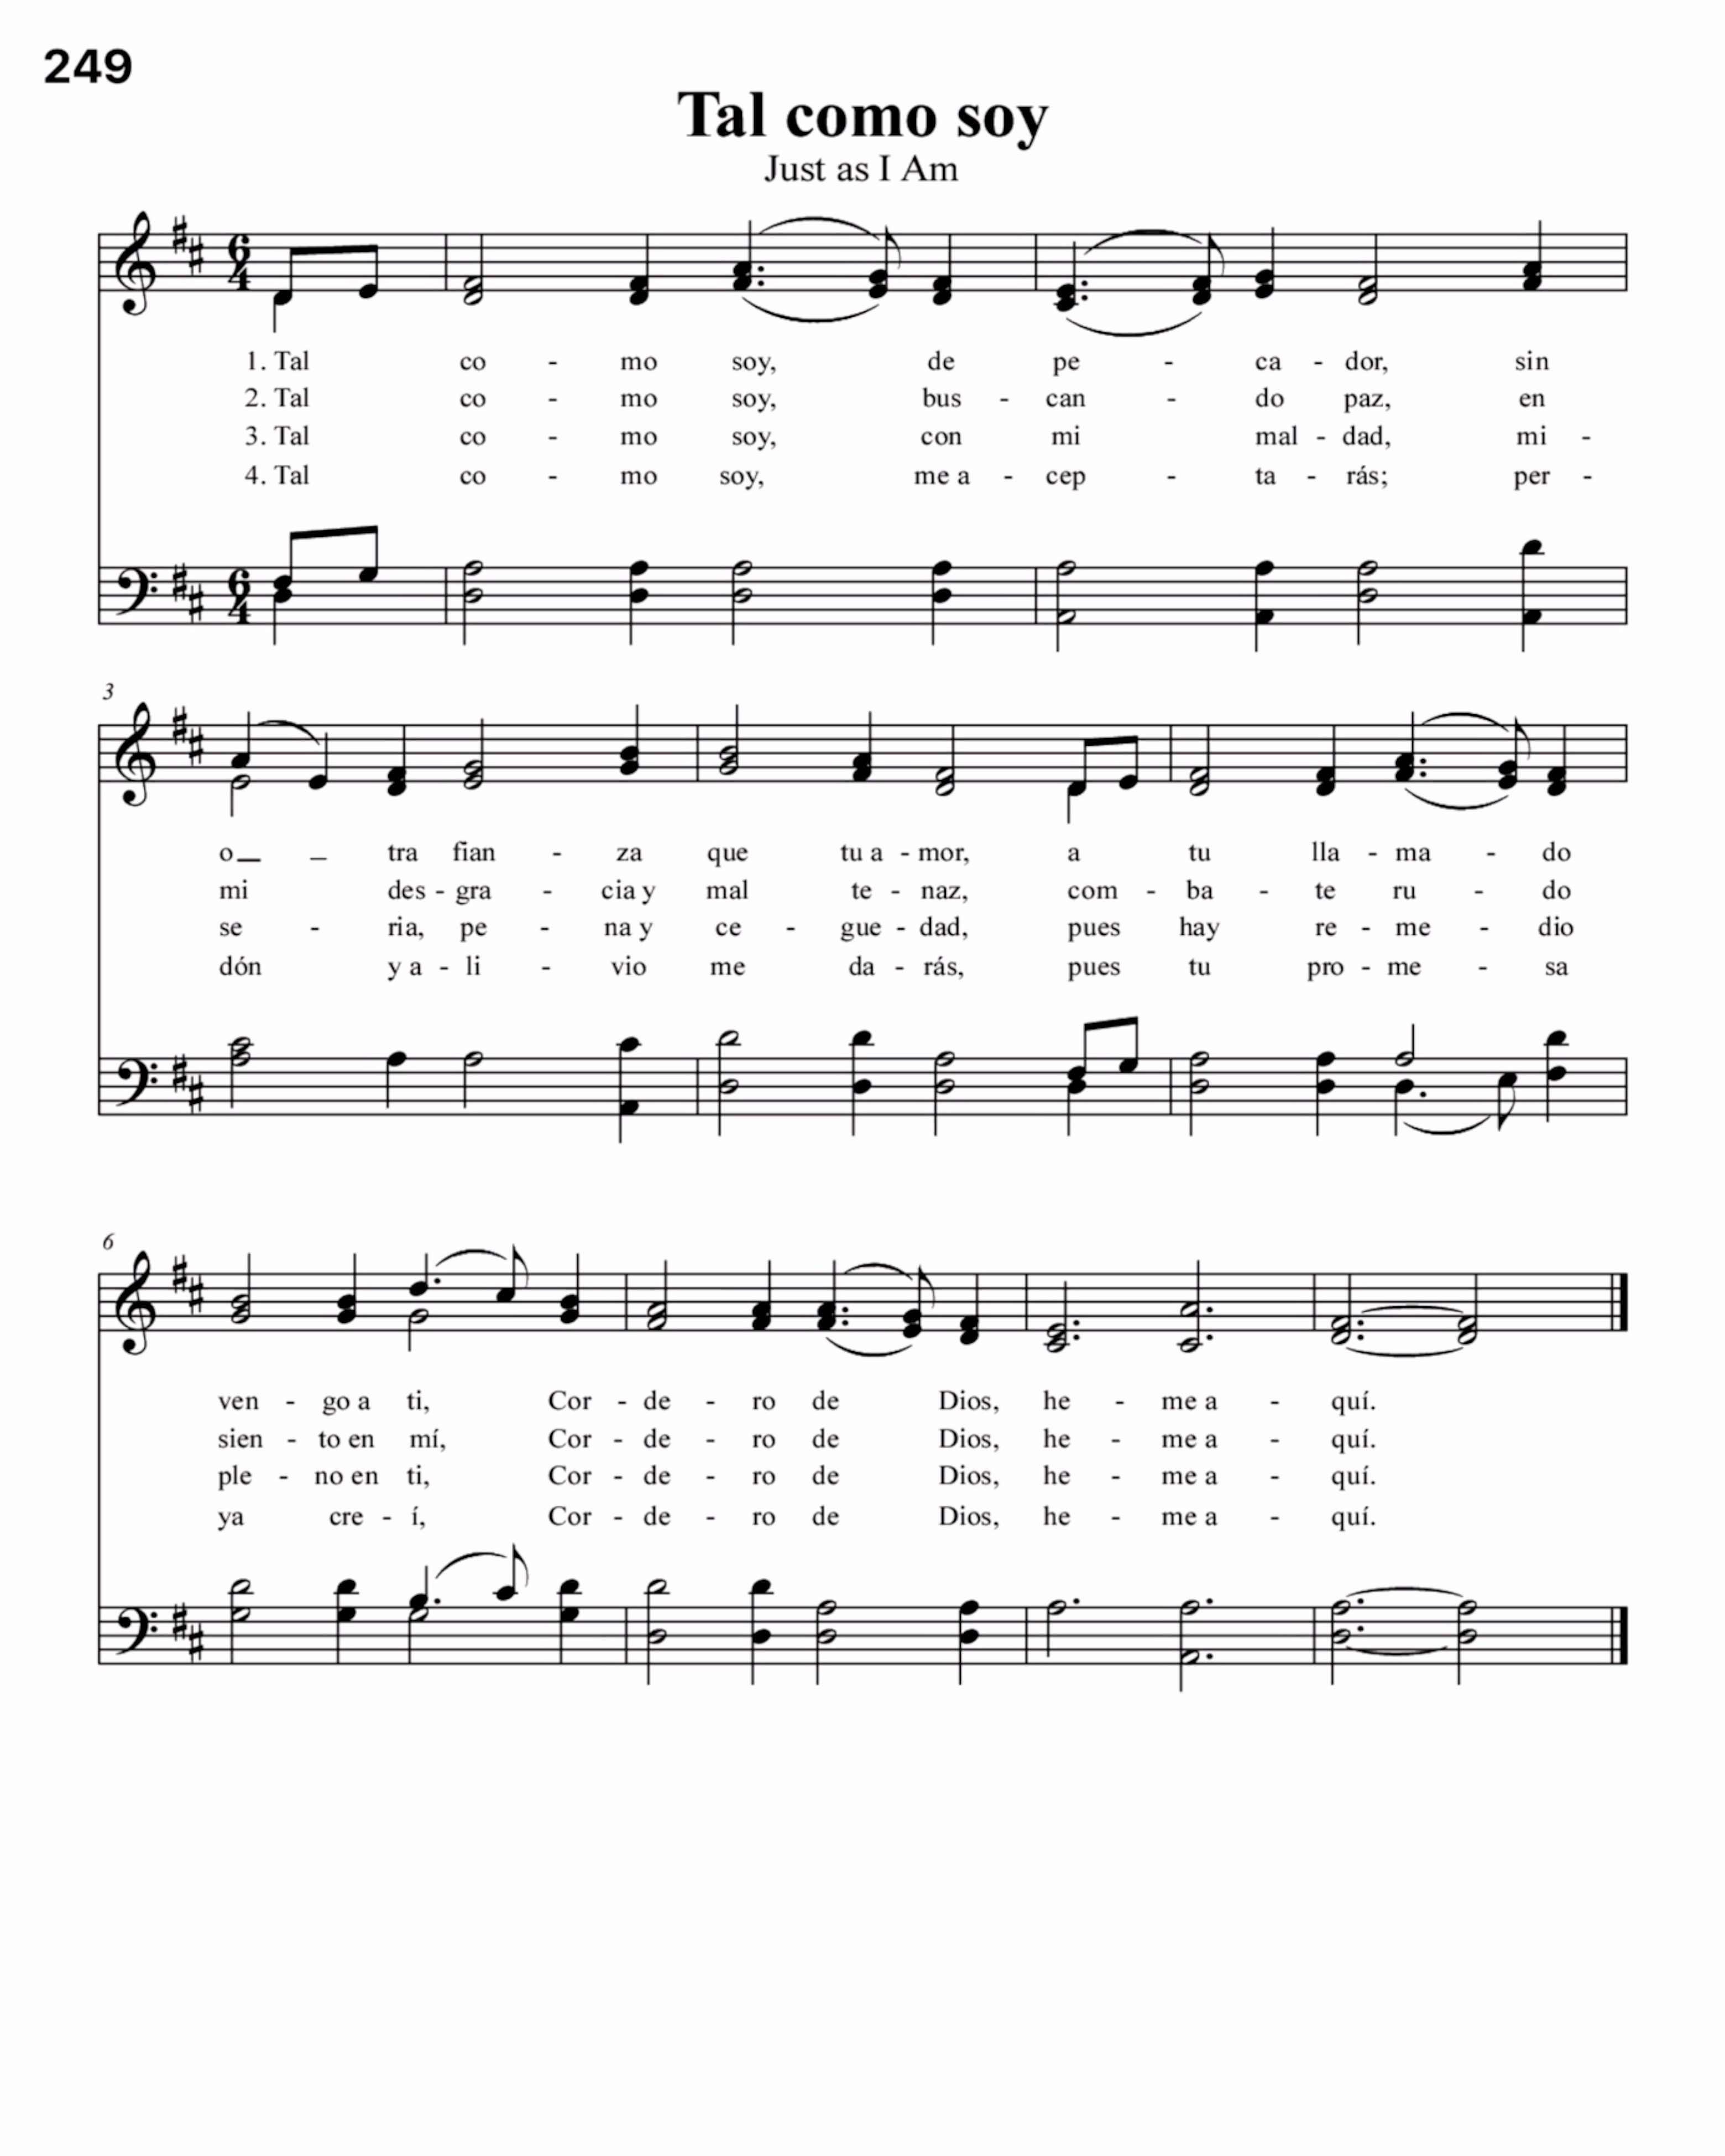 249
Tal como soy
Just as I Am
6
4
1. Tal co - mo soy, de pe - ca - dor, sin
2. Tal co - mo soy, bus - can - do paz, en
3. Tal co - mo soy, con mi mal - dad, mi -
4. Tal co - mo soy, me a - cep - ta - rás; per -
6
4
3
o - tra fian - za que tu a - mor, a tu lla - ma - do
mi des - gra - cia y mal te - naz, com - ba - te ru - do
se - ria, pe - na y ce - gue - dad, pues hay re - me - dio
dón y a - li - vio me da - rás, pues tu pro - me - sa
6
ven - go a ti, Cor - de - ro de Dios, he - me a - quí.
sien - to en mí, Cor - de - ro de Dios, he - me a - quí.
ple - no en ti, Cor - de - ro de Dios, he - me a - quí.
ya cre - í, Cor - de - ro de Dios, he - me a - quí.